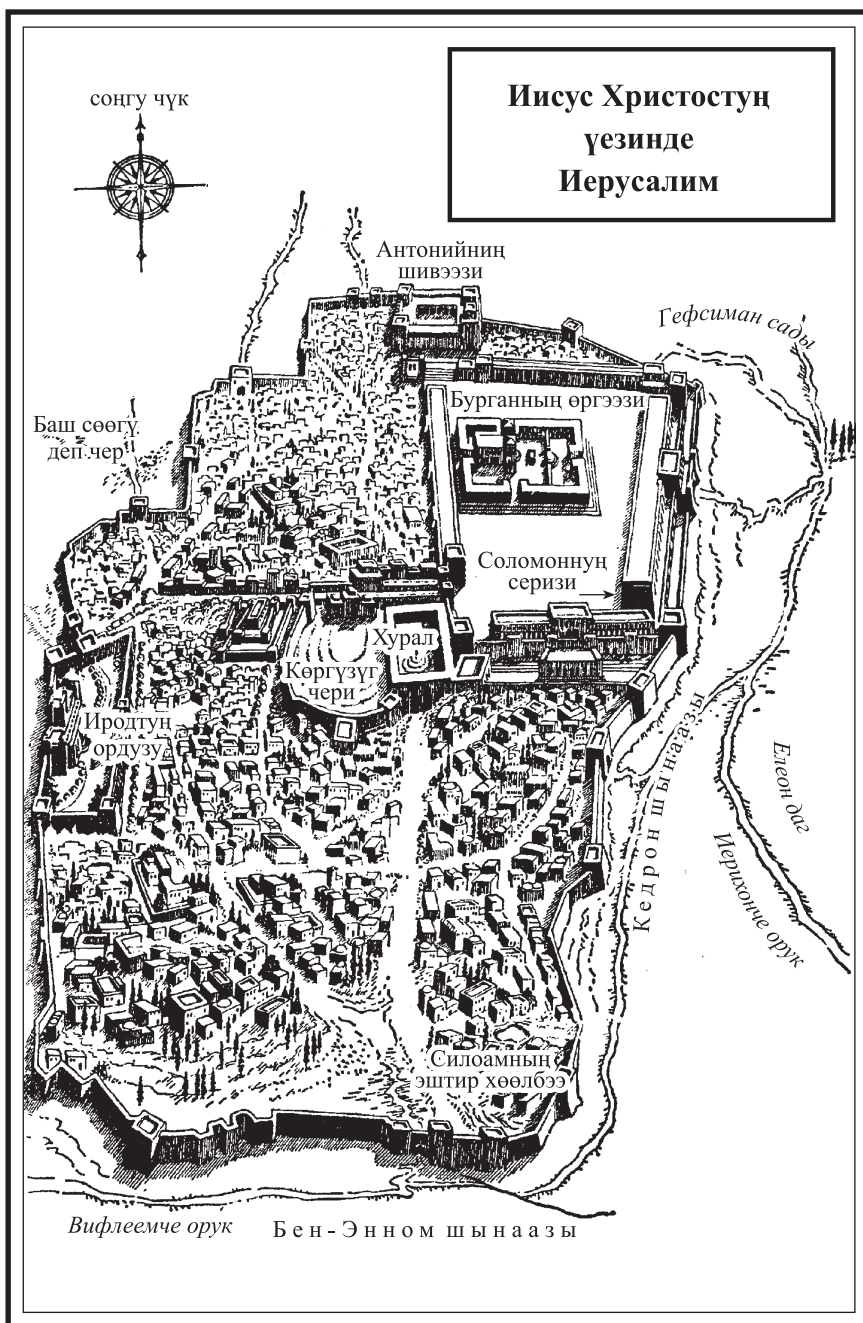 Иисус Христостуң
үезинде
Иерусалим
соңгу чүк
Антонийниң
шивээзи
Гефсиман сады
Бурганның өргээзи
Баш сөөгү
деп чер
Соломоннуң
серизи
Хурал
Көргүзүг
чери
Иродтуң
ордузу
Кедрон шынаазы
Елеон даг
Иерихонче орук
Силоамның
эштир хөөлбээ
Вифлеемче орук
Бен-Энном шынаазы